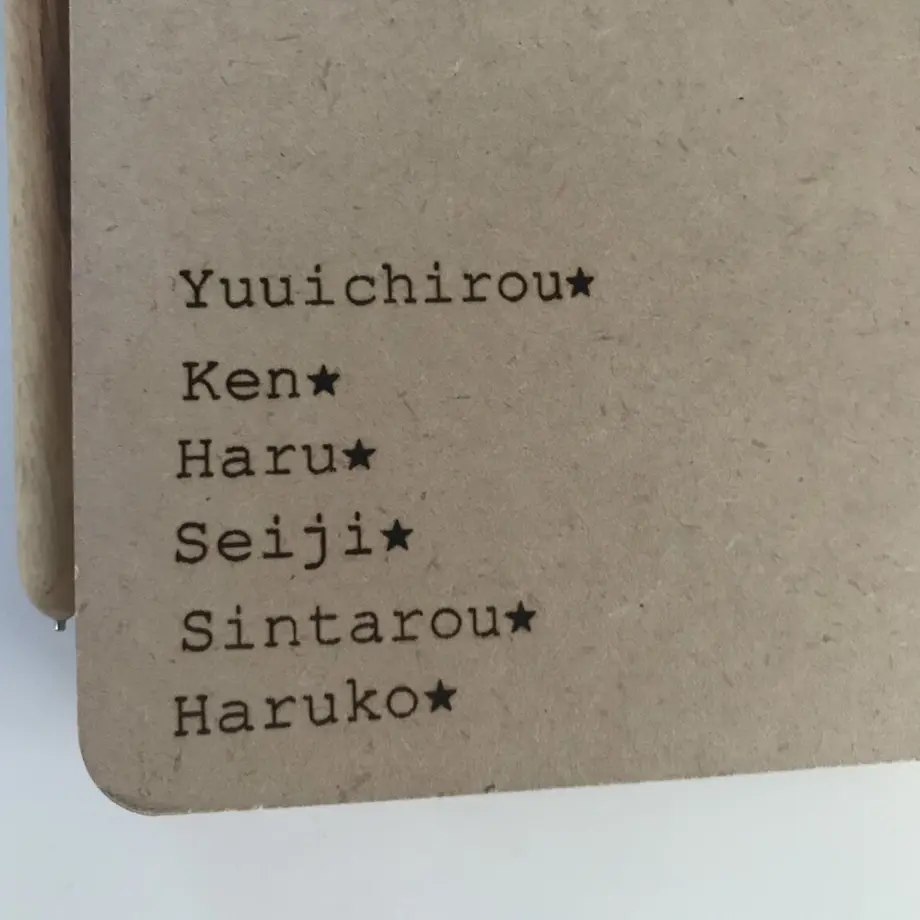 Yuuichirou★
Ken★
Haru★
Seiji★
Sintarou★
Haruko★